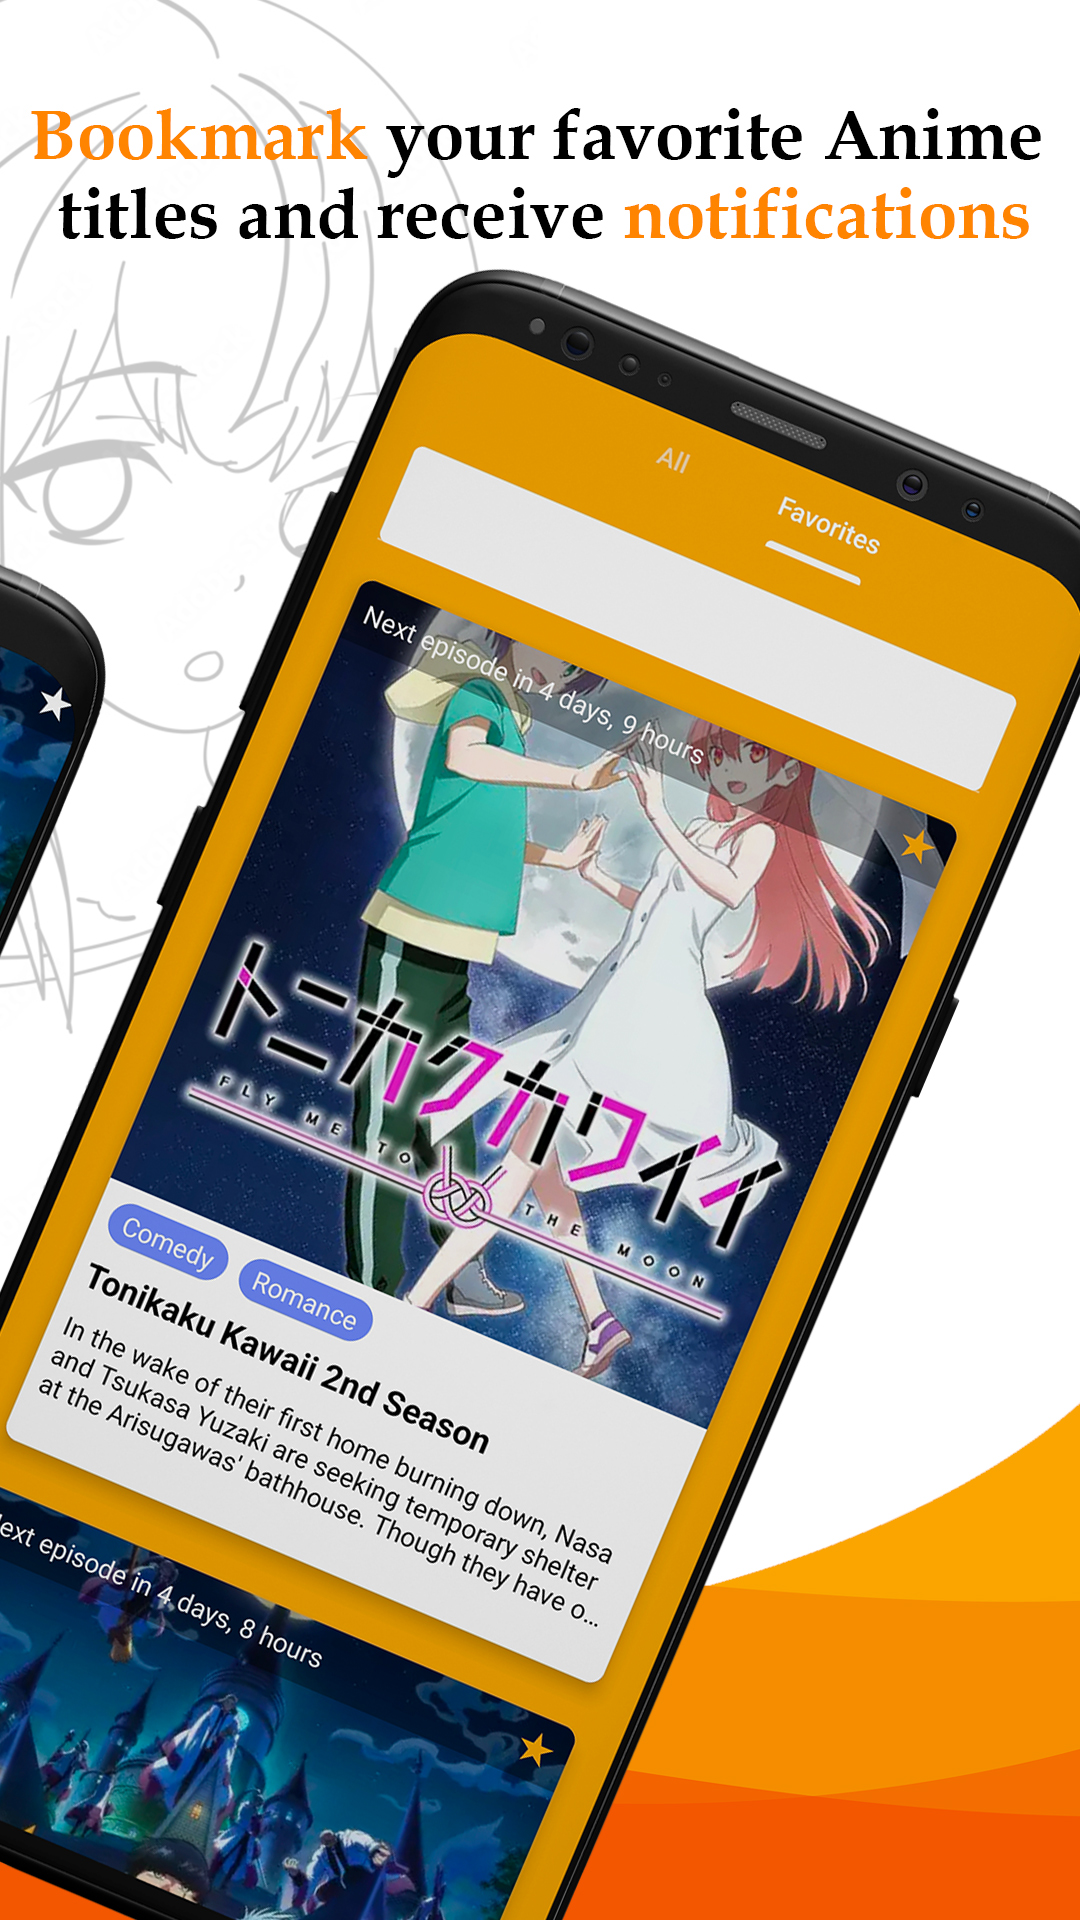 Bookmark your favorite Anime
titles and receive notifications
All
Favorites
Next episode in 4 days, 9 hours
トニカクカワイイ
FLY ME TO THE MOON
Comedy
Romance
Tonikaku Kawaii 2nd Season
In the wake of their first home burning down, Nasa
and Tsukasa Yuzaki are seeking temporary shelter
at the Arisugawas' bathhouse. Though they have o...
ext episode in 4 days, 8 hours